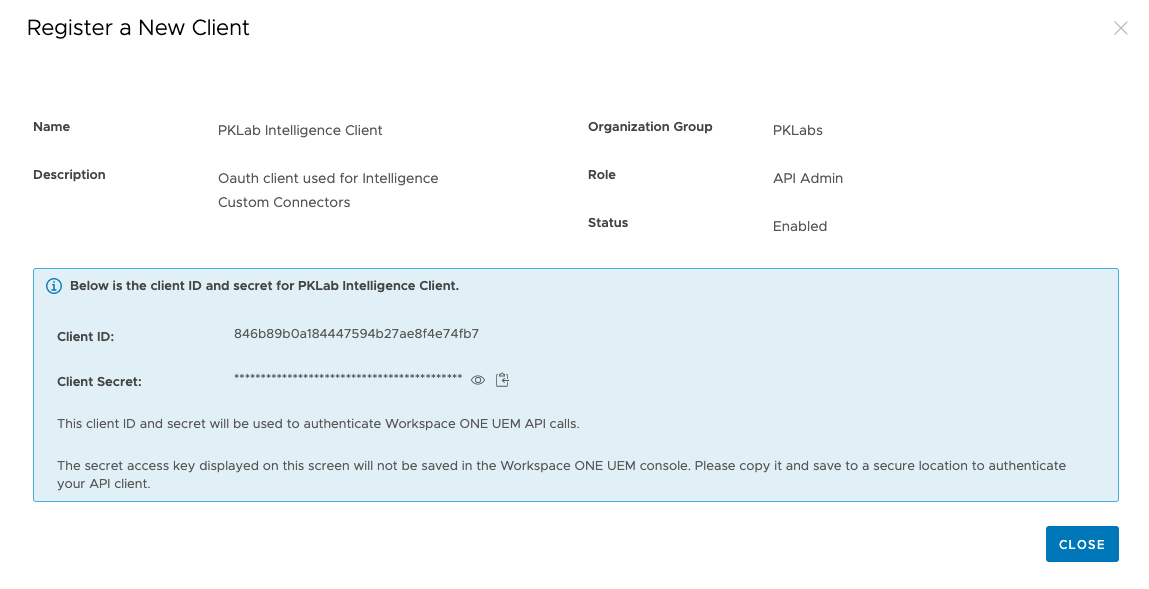 Register a New Client
Name
PKLab Intelligence Client
Organization Group
PKLabs
Description
Oauth client used for Intelligence
Custom Connectors
Role
API Admin
Status
Enabled
Below is the client ID and secret for PKLab Intelligence Client.
Client ID:
846b89b0a184447594b27ae8f4e74fb7
Client Secret:
********************************************
This client ID and secret will be used to authenticate Workspace ONE UEM API calls.
The secret access key displayed on this screen will not be saved in the Workspace ONE UEM console. Please copy it and save to a secure location to authenticate
your API client.
CLOSE